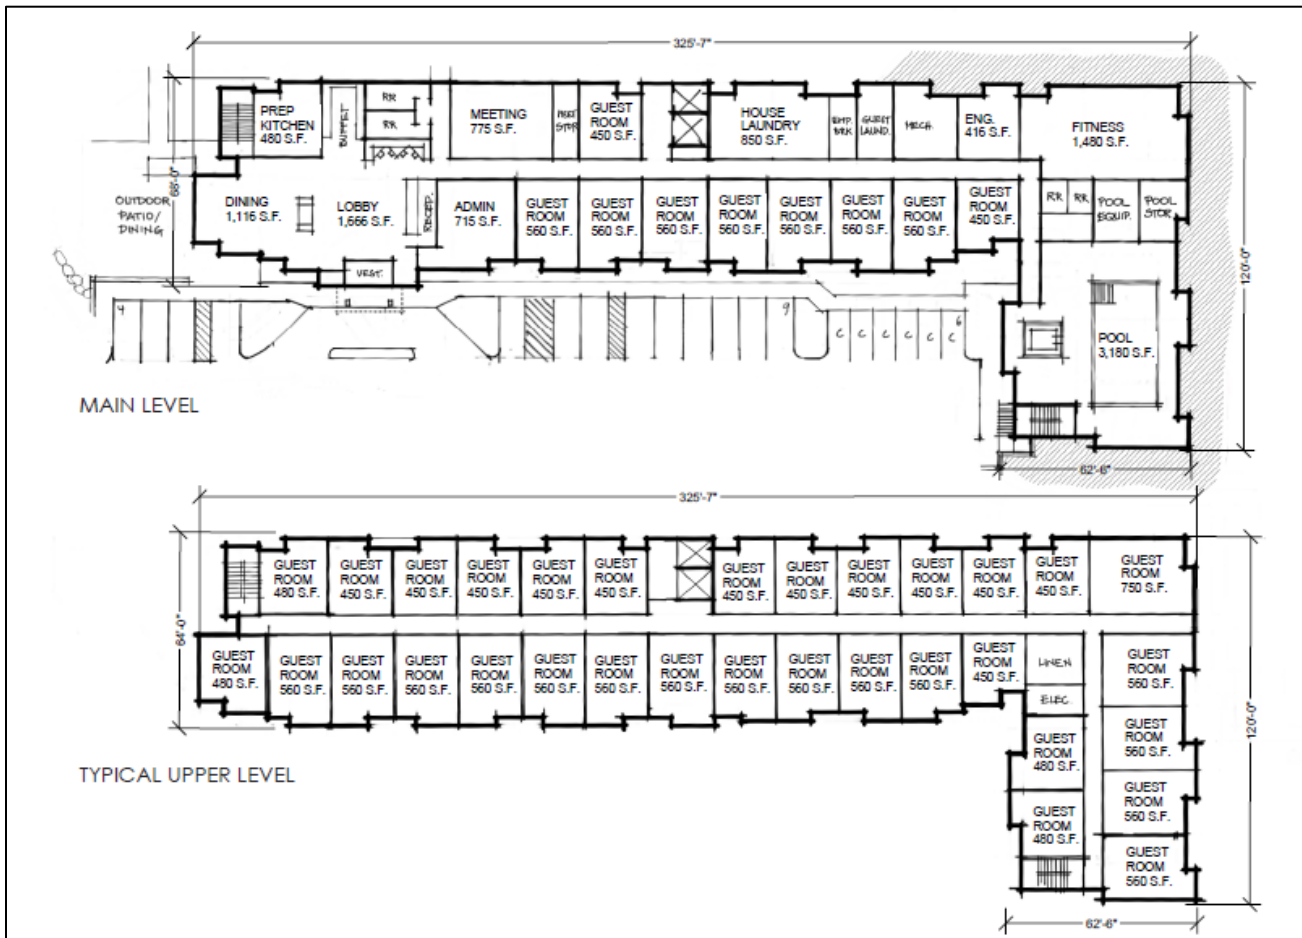 325'-7"
PREP
KITCHEN
480 S.F.
BUFFET
RR
RR
MEETING
775 S.F.
MEET
STOR
GUEST
ROOM
450 S.F.
HOUSE
LAUNDRY
850 S.F.
EMP.
BRK
GUEST
LAUND.
MECH.
ENG.
416 S.F.
FITNESS
1,480 S.F.
68'-0"
OUTDOOR
PATIO/
DINING
DINING
1,116 S.F.
LOBBY
1,666 S.F.
RECEP.
ADMIN
715 S.F.
GUEST
ROOM
560 S.F.
GUEST
ROOM
560 S.F.
GUEST
ROOM
560 S.F.
GUEST
ROOM
560 S.F.
GUEST
ROOM
560 S.F.
GUEST
ROOM
560 S.F.
GUEST
ROOM
560 S.F.
GUEST
ROOM
450 S.F.
RR
RR
POOL
EQUIP.
POOL
STOR.
VEST.
120'-0"
4
9
C
C
C
C
C
C
6
POOL
3,180 S.F.
MAIN LEVEL
62'-6"
325'-7"
GUEST
ROOM
480 S.F.
GUEST
ROOM
450 S.F.
GUEST
ROOM
450 S.F.
GUEST
ROOM
450 S.F.
GUEST
ROOM
450 S.F.
GUEST
ROOM
450 S.F.
GUEST
ROOM
450 S.F.
GUEST
ROOM
450 S.F.
GUEST
ROOM
450 S.F.
GUEST
ROOM
450 S.F.
GUEST
ROOM
450 S.F.
GUEST
ROOM
450 S.F.
GUEST
ROOM
750 S.F.
64'-0"
GUEST
ROOM
480 S.F.
GUEST
ROOM
560 S.F.
GUEST
ROOM
560 S.F.
GUEST
ROOM
560 S.F.
GUEST
ROOM
560 S.F.
GUEST
ROOM
560 S.F.
GUEST
ROOM
560 S.F.
GUEST
ROOM
560 S.F.
GUEST
ROOM
560 S.F.
GUEST
ROOM
560 S.F.
GUEST
ROOM
560 S.F.
GUEST
ROOM
560 S.F.
GUEST
ROOM
450 S.F.
LINEN
ELEC
GUEST
ROOM
560 S.F.
GUEST
ROOM
560 S.F.
GUEST
ROOM
480 S.F.
120'-0"
TYPICAL UPPER LEVEL
GUEST
ROOM
560 S.F.
GUEST
ROOM
480 S.F.
GUEST
ROOM
560 S.F.
62'-6"